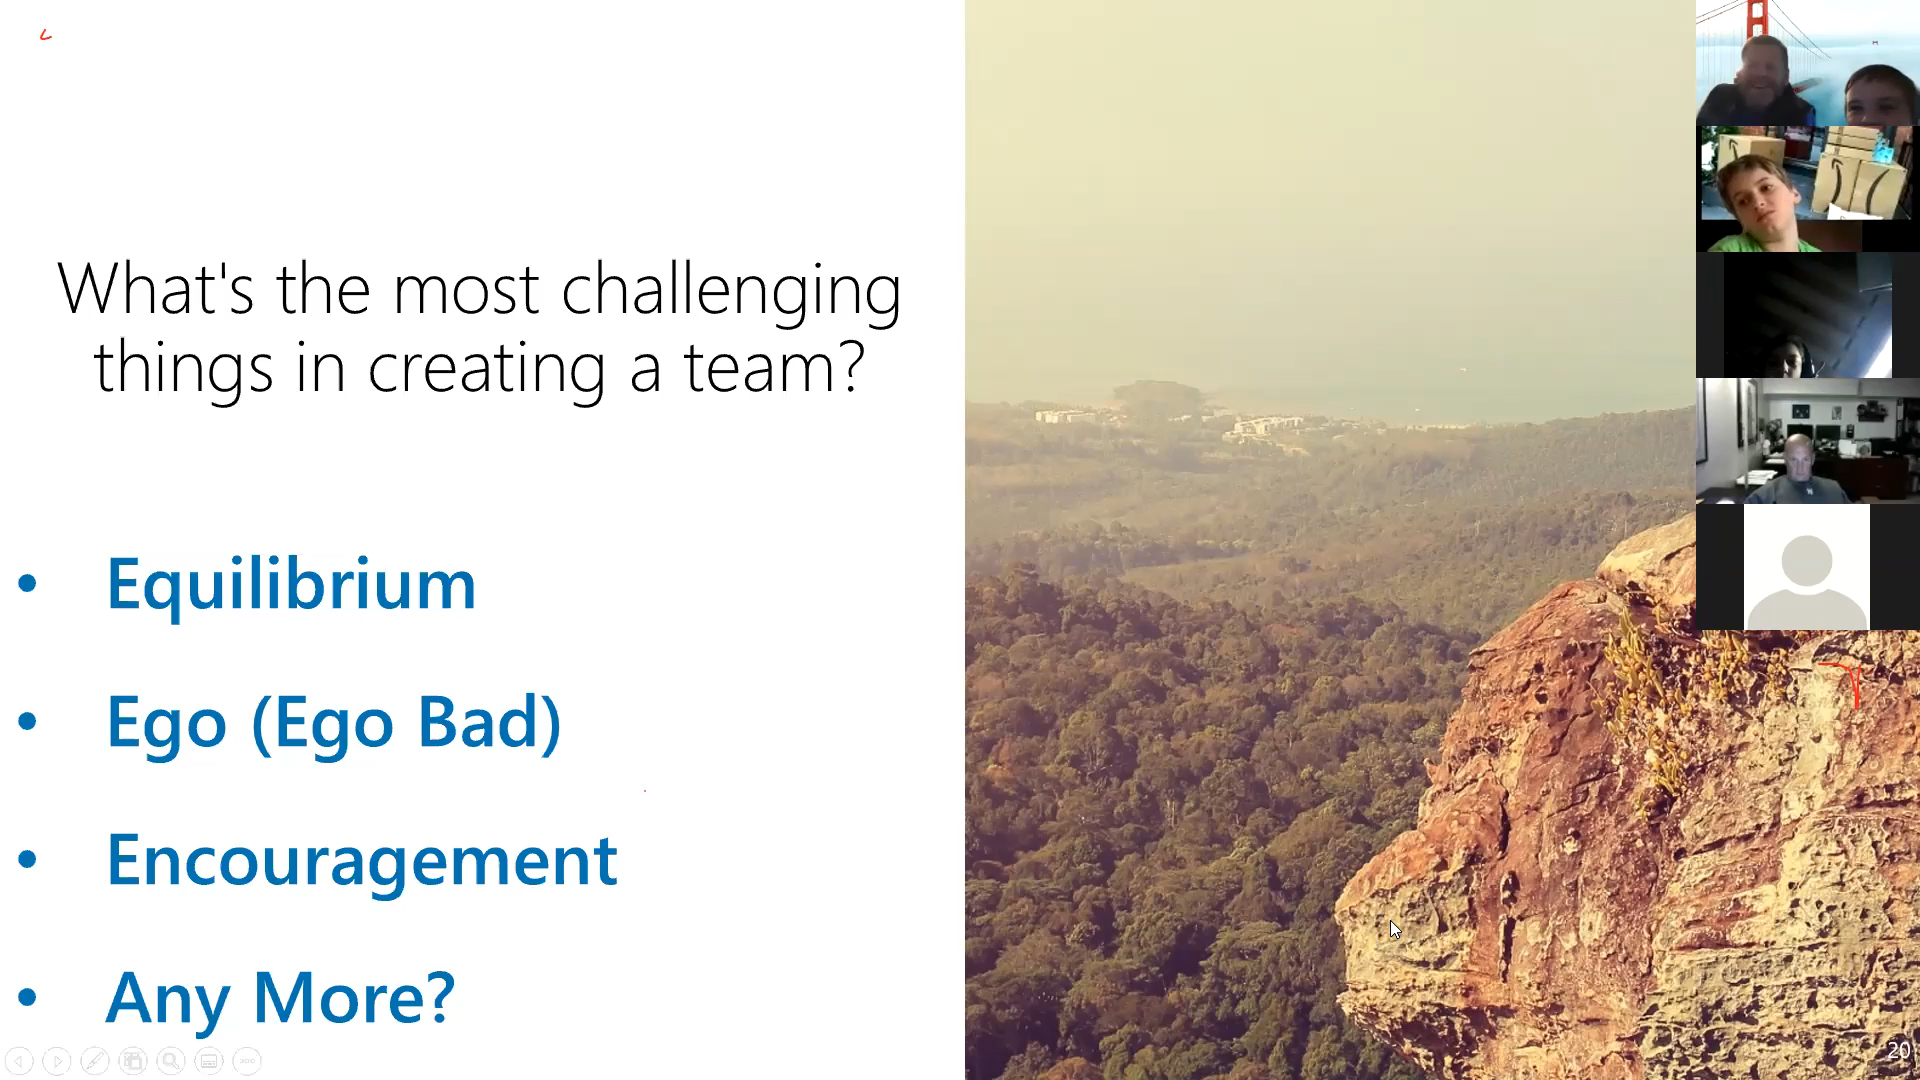 What's the most challenging
things in creating a team?
• Equilibrium
• Ego (Ego Bad)
• Encouragement
• Any More?
20